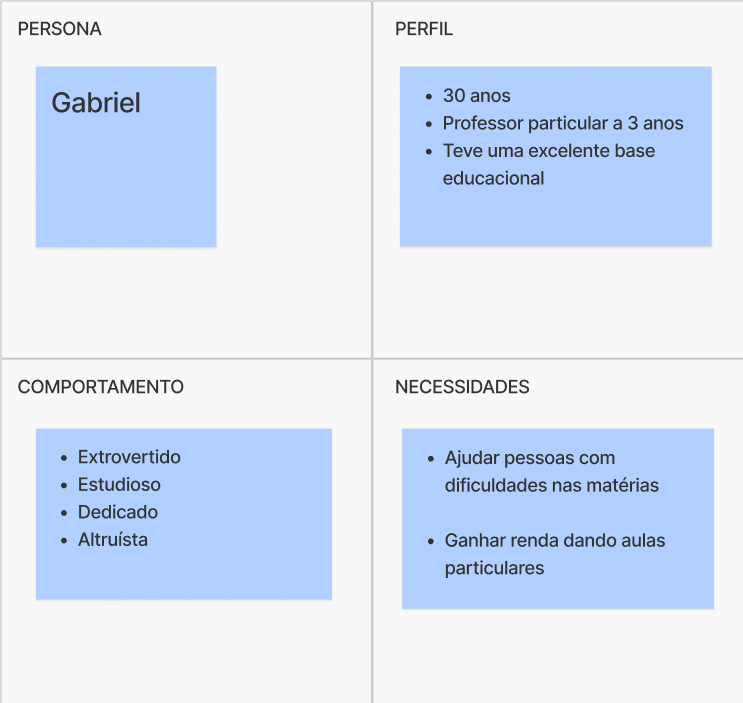 PERSONA
Gabriel
PERFIL
• 30 anos
• Professor particular a 3 anos
• Teve uma excelente base
educacional
COMPORTAMENTO
• Extrovertido
• Estudioso
• Dedicado
• Altruísta
NECESSIDADES
• Ajudar pessoas com
dificuldades nas matérias
• Ganhar renda dando aulas
particulares